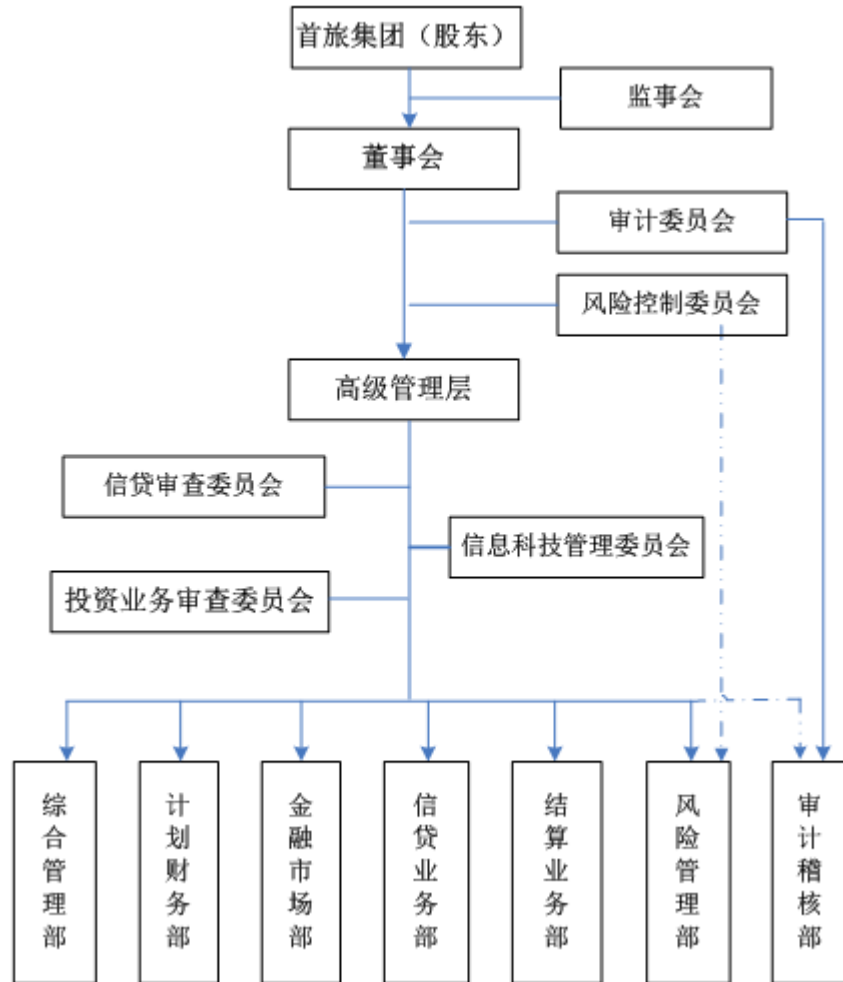 首旅集团（股东）
监事会
董事会
审计委员会
风险控制委员会
高级管理层
信贷审查委员会
信息科技管理委员会
投资业务审查委员会
综合管理部
计划财务部
金融市场部
信贷业务部
结算业务部
风险管理部
审计稽核部